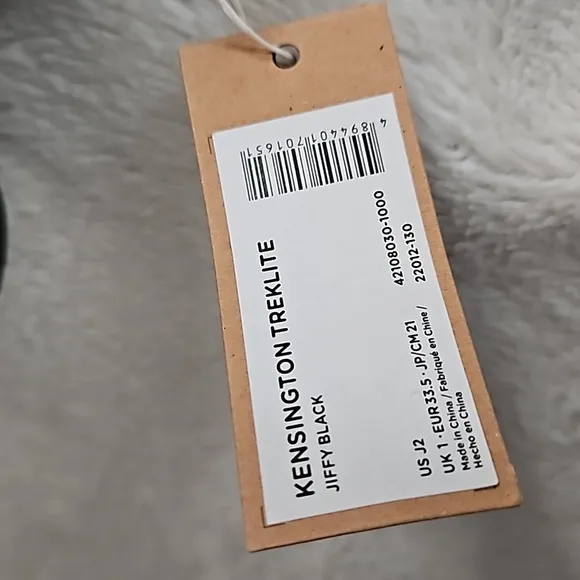 4 894401 701651
KENSINGTON TREKLITE
JIFFY BLACK
42108030-1000
22012-130
US J2
UK 1 · EUR 33.5 · JP/CM 21
Made in China / Fabriqué en Chine /
Hecho en China